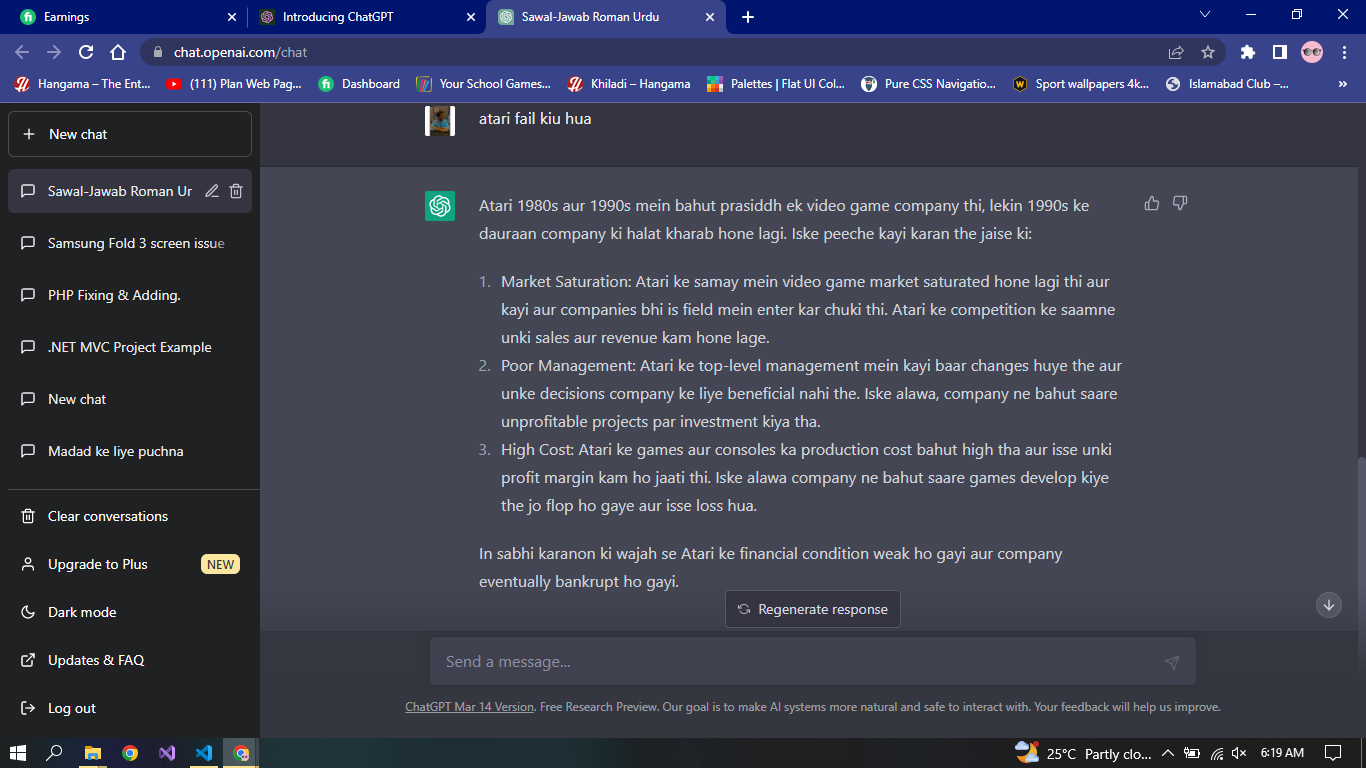 Earnings
Introducing ChatGPT
Sawal-Jawab Roman Urdu
chat.openai.com/chat
Hangama – The Ent...
(111) Plan Web Pag...
Dashboard
Your School Games...
Khiladi – Hangama
Palettes | Flat UI Col...
Pure CSS Navigatio...
Sport wallpapers 4k...
Islamabad Club –...
»
New chat
Sawal-Jawab Roman Ur
Samsung Fold 3 screen issue
PHP Fixing & Adding.
.NET MVC Project Example
New chat
Madad ke liye puchna
Clear conversations
Upgrade to Plus
NEW
Dark mode
Updates & FAQ
Log out
atari fail kiu hua
Atari 1980s aur 1990s mein bahut prasiddh ek video game company thi, lekin 1990s ke
dauraan company ki halat kharab hone lagi. Iske peeche kayi karan the jaise ki:
1. Market Saturation: Atari ke samay mein video game market saturated hone lagi thi aur
kayi aur companies bhi is field mein enter kar chuki thi. Atari ke competition ke saamne
unki sales aur revenue kam hone lage.
2. Poor Management: Atari ke top-level management mein kayi baar changes huye the aur
unke decisions company ke liye beneficial nahi the. Iske alawa, company ne bahut saare
unprofitable projects par investment kiya tha.
3. High Cost: Atari ke games aur consoles ka production cost bahut high tha aur isse unki
profit margin kam ho jaati thi. Iske alawa company ne bahut saare games develop kiye
the jo flop ho gaye aur isse loss hua.
In sabhi karanon ki wajah se Atari ke financial condition weak ho gayi aur company
eventually bankrupt ho gayi.
Regenerate response
Send a message...
ChatGPT Mar 14 Version. Free Research Preview. Our goal is to make AI systems more natural and safe to interact with. Your feedback will help us improve.
25°C Partly clo...
6:19 AM